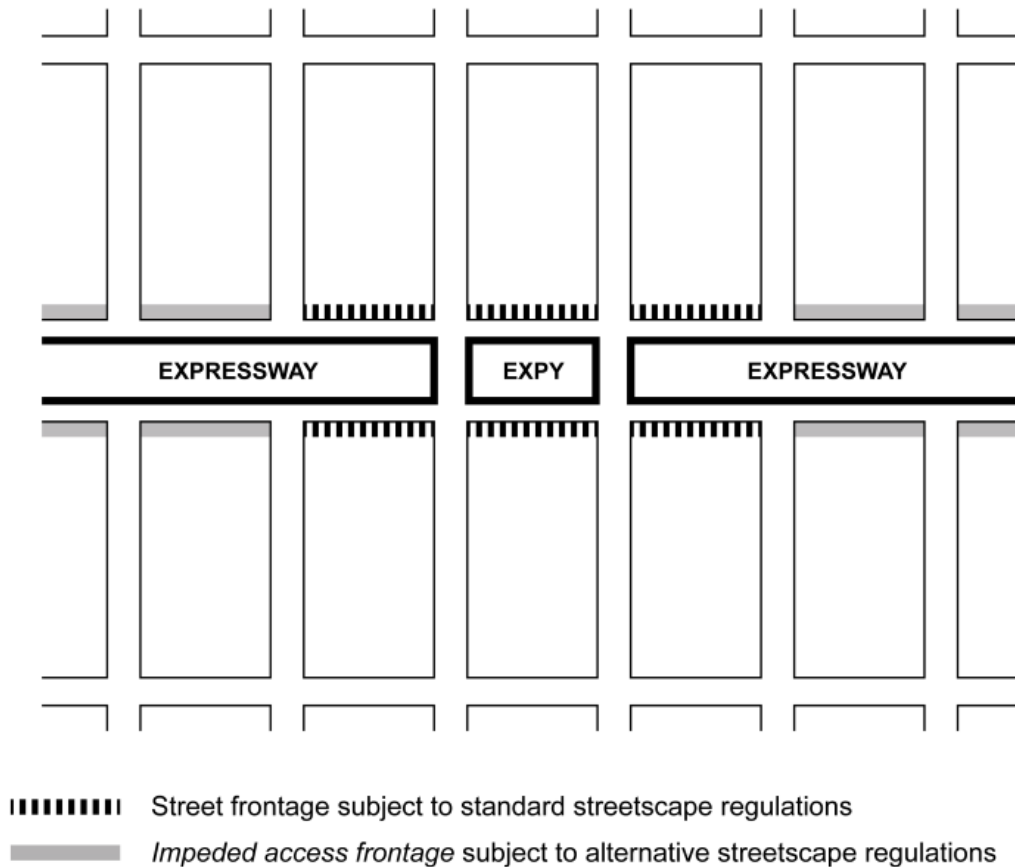 EXPRESSWAY EXPY EXPRESSWAY
Street frontage subject to standard streetscape regulations
Impeded access frontage subject to alternative streetscape regulations